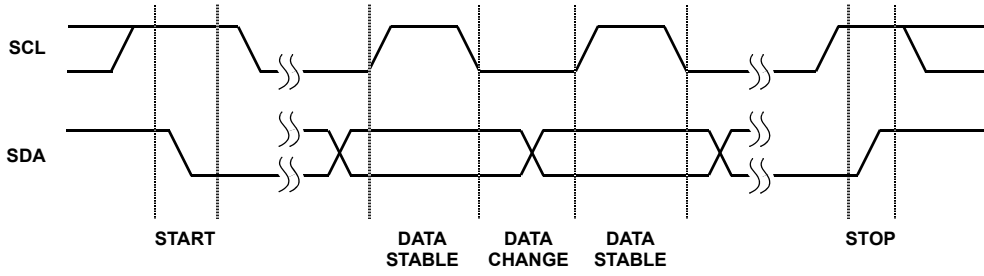 SCL
SDA
START
DATA
STABLE
DATA
CHANGE
DATA
STABLE
STOP